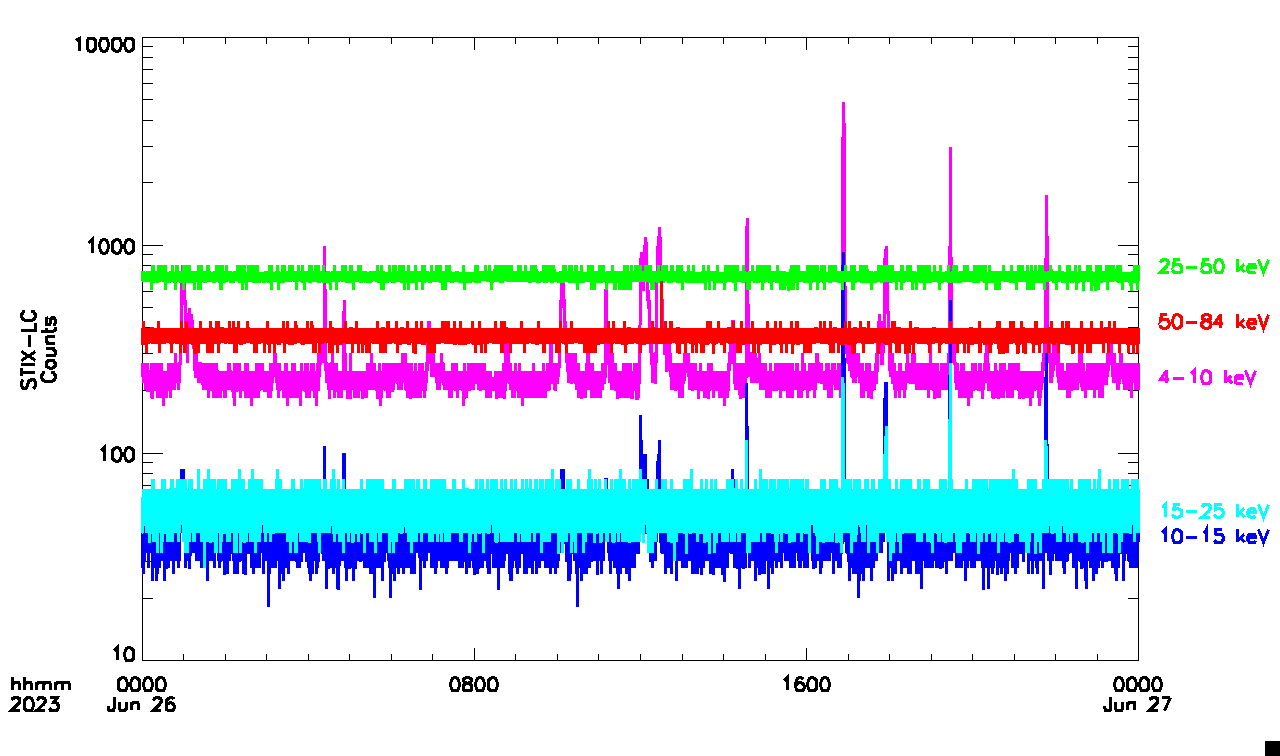 10000
1000
100
10
STIX-LC
Counts
25-50 keV
50-84 keV
4-10 keV
15-25 keV
10-15 keV
hhmm 0000 0800 1600 0000
2023 Jun 26 Jun 27